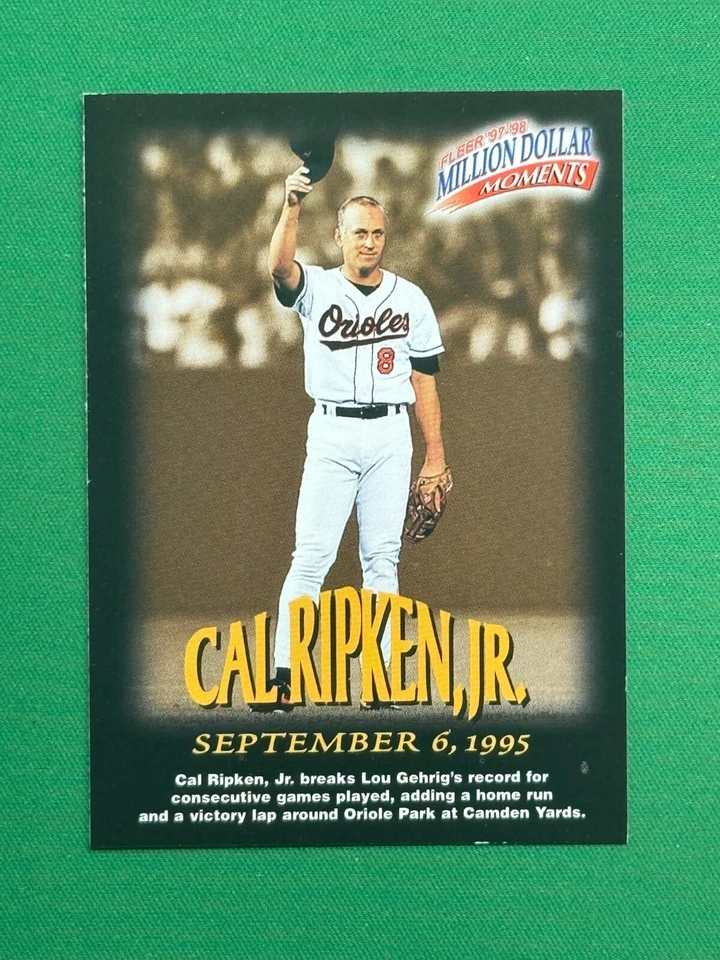 FLEER '97-'98
MILLION DOLLAR
MOMENTS
Orioles
8
CAL RIPKEN, JR.
SEPTEMBER 6, 1995
Cal Ripken, Jr. breaks Lou Gehrig's record for
consecutive games played, adding a home run
and a victory lap around Oriole Park at Camden Yards.